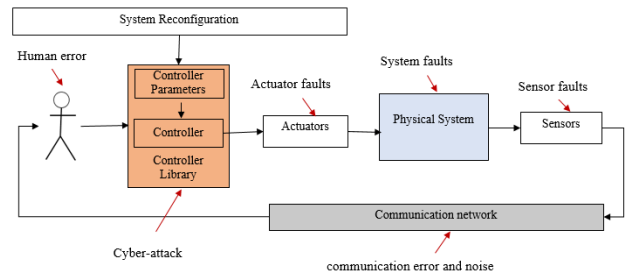 System Reconfiguration
Human error
Controller
Parameters
Controller
Controller
Library
Actuator faults
Actuators
System faults
Physical System
Sensor faults
Sensors
Communication network
Cyber-attack
communication error and noise